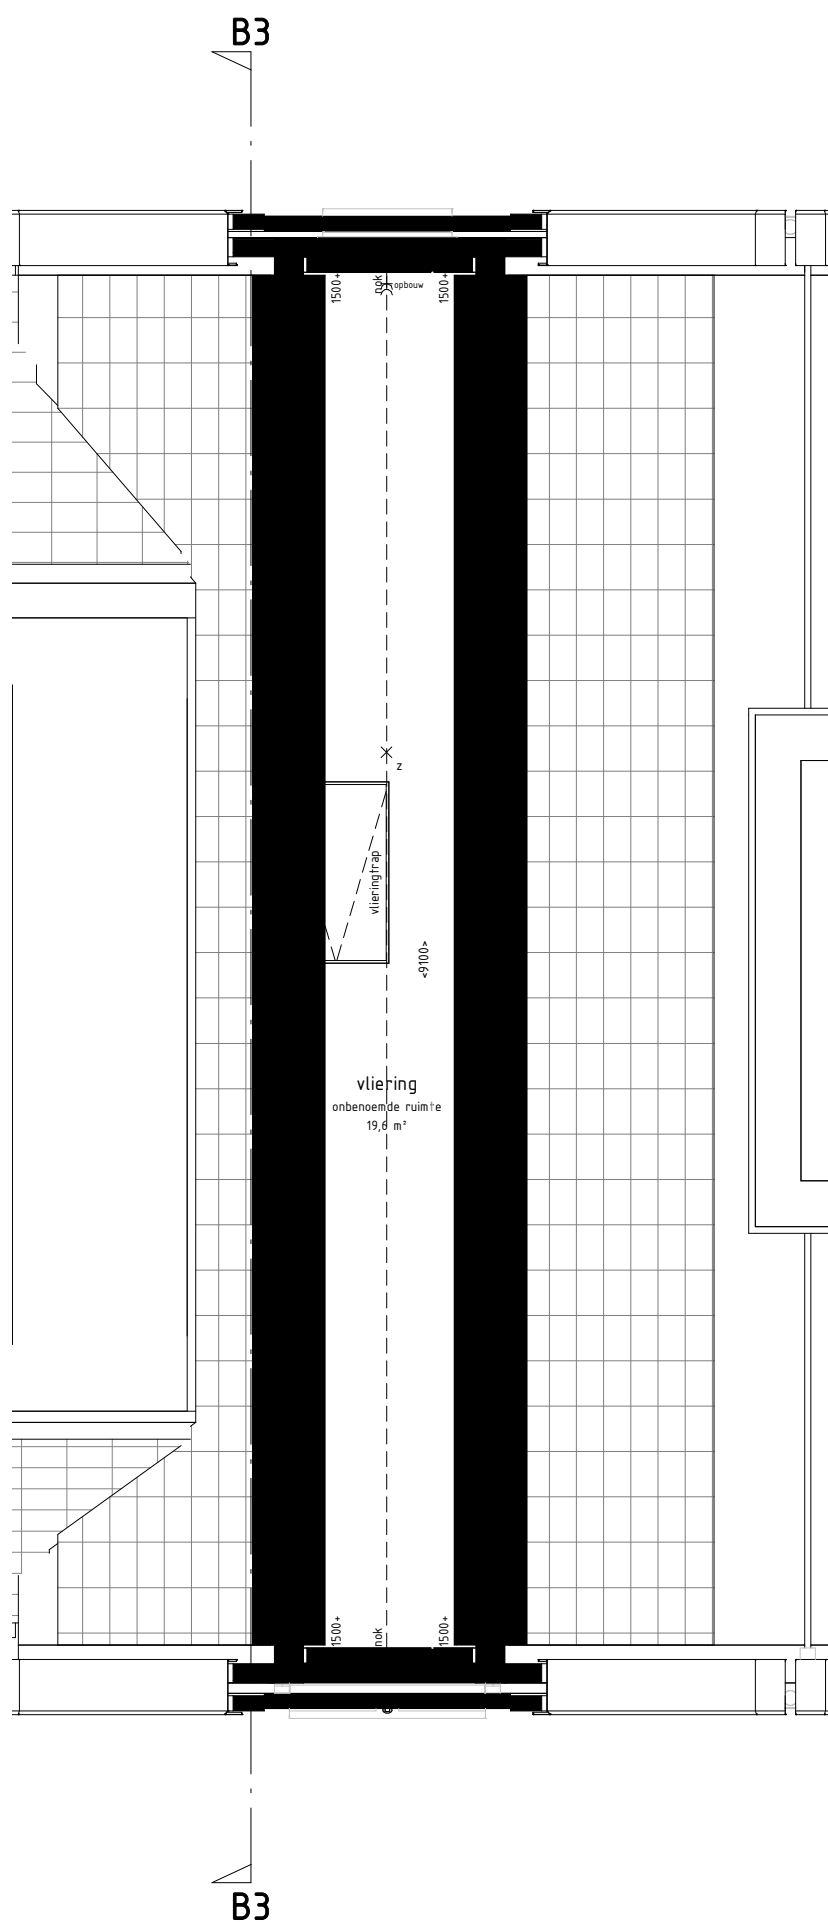 B3
1500+
nok
opbouw
1500+
z
vlieringtrap
<9100>
vliering
onbenoemde ruimte
19,6 m²
1500+
nok
1500+
B3